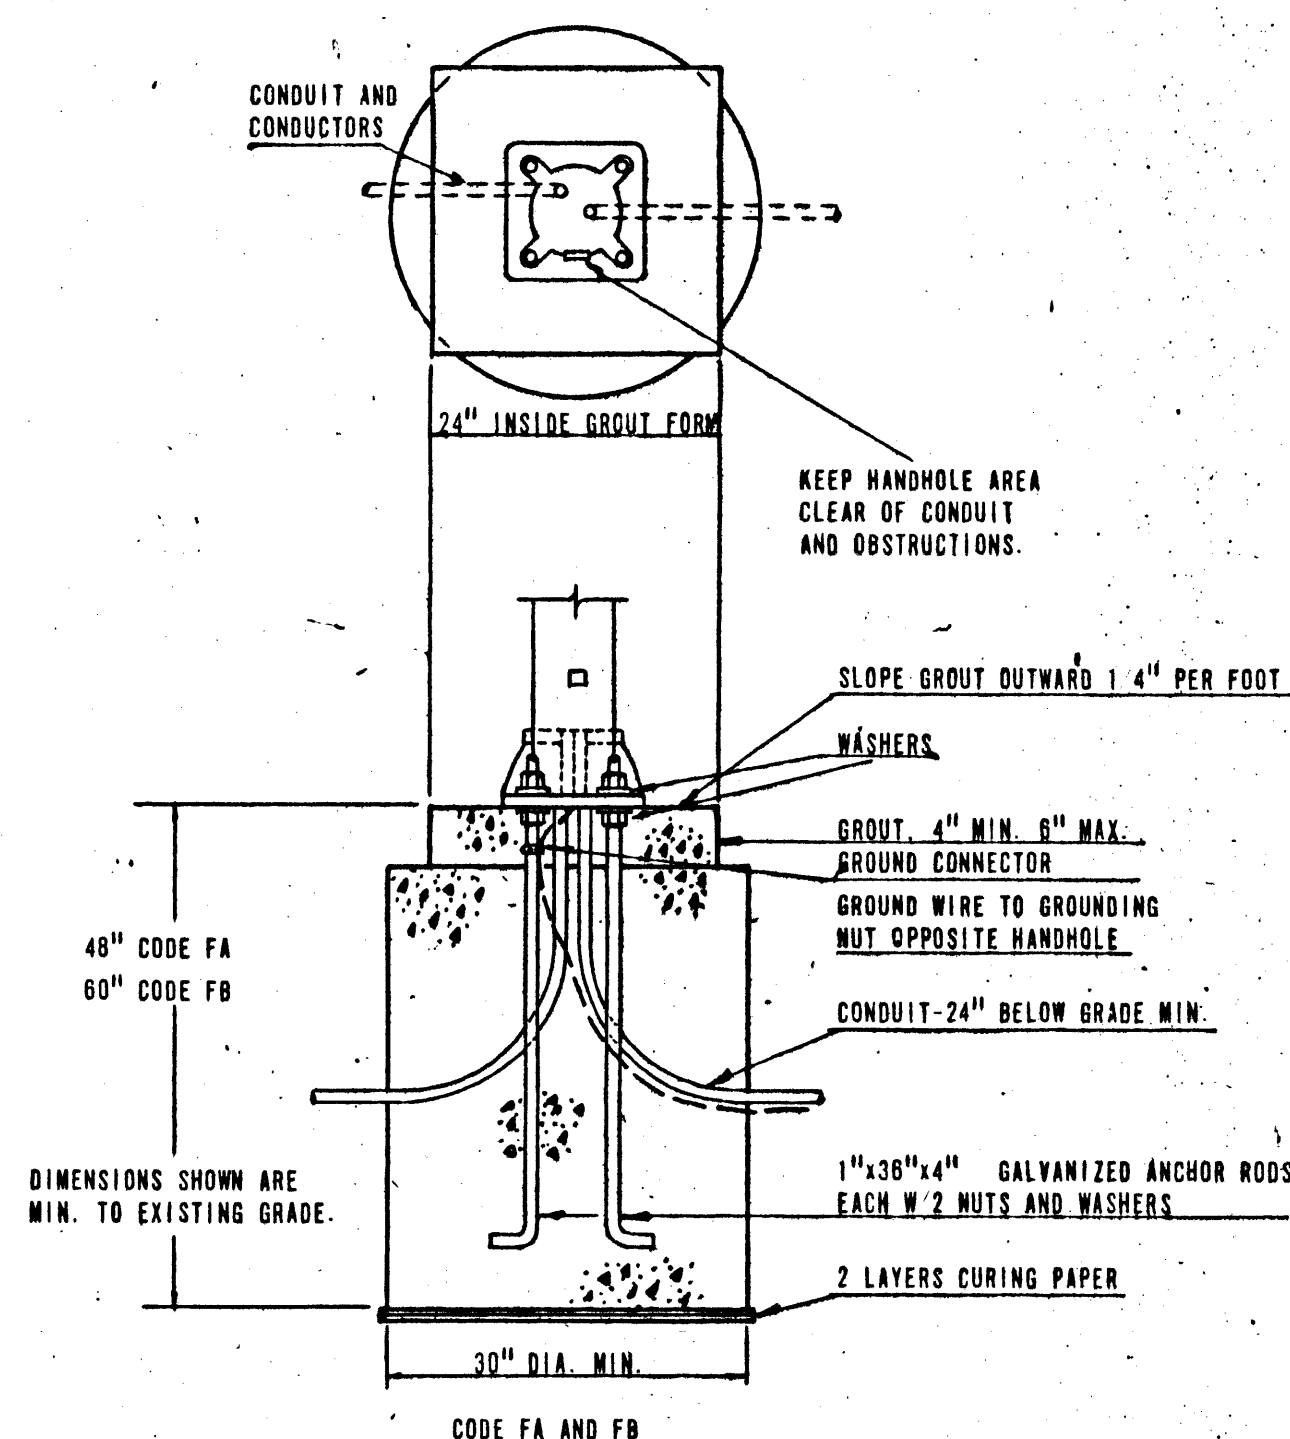 CONDUIT AND
CONDUCTORS
24" INSIDE GROUT FORM
KEEP HANDHOLE AREA
CLEAR OF CONDUIT
AND OBSTRUCTIONS.
SLOPE GROUT OUTWARD 1/4" PER FOOT
WASHERS
GROUT, 4" MIN. 6" MAX.
GROUND CONNECTOR
GROUND WIRE TO GROUNDING
NUT OPPOSITE HANDHOLE
48" CODE FA
60" CODE FB
CONDUIT-24" BELOW GRADE MIN.
DIMENSIONS SHOWN ARE
MIN. TO EXISTING GRADE.
1"x36"x4" GALVANIZED ANCHOR RODS
EACH W/2 NUTS AND WASHERS
2 LAYERS CURING PAPER
30" DIA. MIN.
CODE FA AND FB